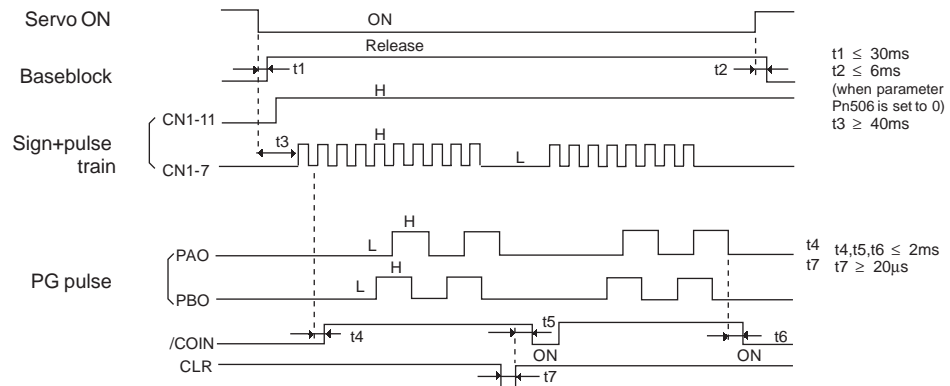 Servo ON
ON
Release
Baseblock
t1
t2
t1 ≤ 30ms
t2 ≤ 6ms
(when parameter
Pn506 is set to 0)
t3 ≥ 40ms
H
CN1-11
Sign+pulse
train
t3
H
CN1-7
L
H
PAO
L
t4 t4,t5,t6 ≤ 2ms
t7 t7 ≥ 20μs
PG pulse
H
L
PBO
/COIN
t4
t5
t6
ON
ON
CLR
t7